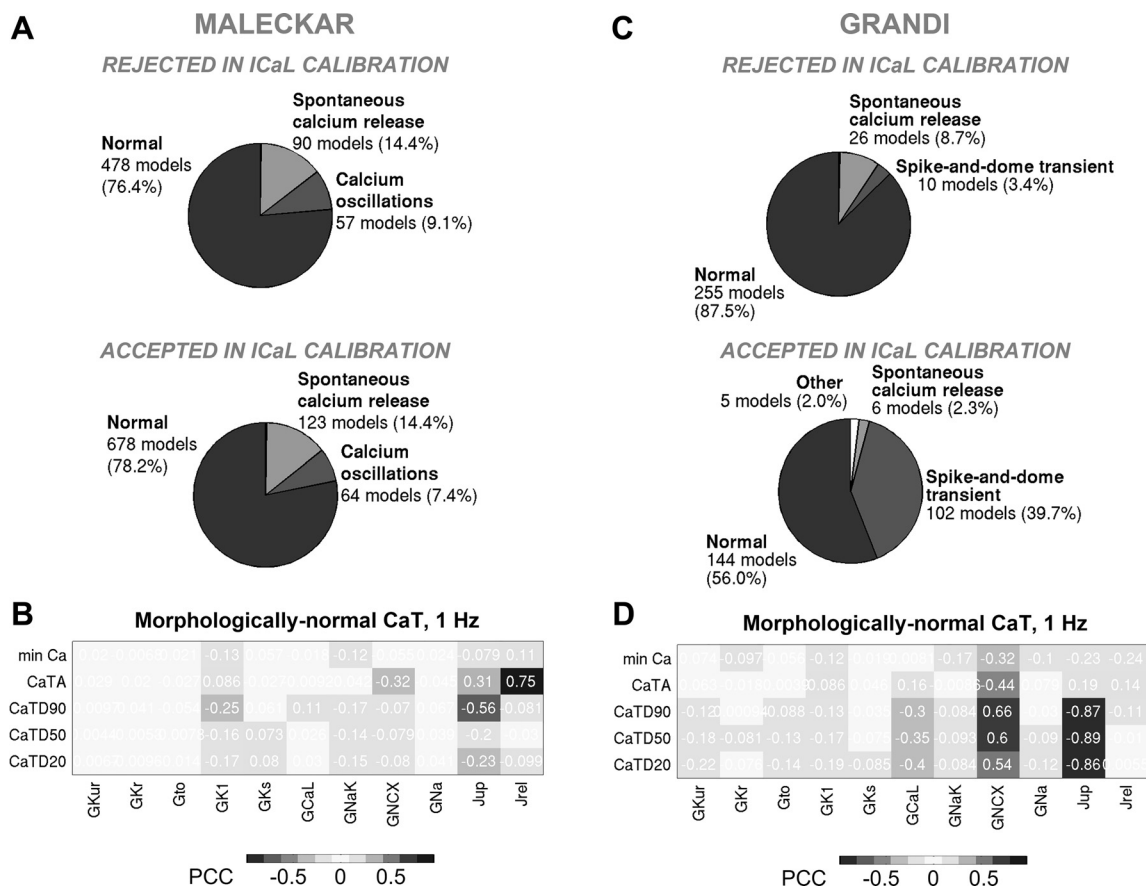 A
MALECKAR
REJECTED IN ICaL CALIBRATION
Spontaneous
calcium release
90 models (14.4%)
Normal
478 models
(76.4%)
Calcium
oscillations
57 models (9.1%)
ACCEPTED IN ICaL CALIBRATION
Spontaneous
calcium release
123 models (14.4%)
Normal
678 models
(78.2%)
Calcium
oscillations
64 models (7.4%)
B
Morphologically-normal CaT, 1 Hz
min Ca -0.13 -0.12 -0.079 0.11
CaTA 0.086 -0.32 0.31 0.75
CaTD90 -0.25 0.11 -0.17 -0.07 -0.56
CaTD50 -0.16 0.073 -0.14 -0.079 -0.2
CaTD20 -0.17 0.08 -0.15 -0.08 -0.23
GKur GKr Gto GK1 GKs GCaL GNaK GNCX GNa Jup Jrel
PCC -0.5 0 0.5
C
GRANDI
REJECTED IN ICaL CALIBRATION
Spontaneous
calcium release
26 models (8.7%)
Spike-and-dome transient
10 models (3.4%)
Normal
255 models
(87.5%)
ACCEPTED IN ICaL CALIBRATION
Other
5 models (2.0%)
Spontaneous
calcium release
6 models (2.3%)
Spike-and-dome
transient
102 models (39.7%)
Normal
144 models
(56.0%)
D
Morphologically-normal CaT, 1 Hz
min Ca -0.097 -0.12 -0.17 -0.32 -0.1 -0.23 -0.24
CaTA 0.16 -0.44 0.19 0.14
CaTD90 -0.12 -0.13 -0.3 -0.084 0.66 -0.87 -0.11
CaTD50 -0.18 -0.081 -0.13 -0.17 -0.35 -0.093 0.6 -0.09 -0.89
CaTD20 -0.22 -0.14 -0.19 -0.085 -0.4 -0.084 0.54 -0.12 -0.86
GKur GKr Gto GK1 GKs GCaL GNaK GNCX GNa Jup Jrel
PCC -0.5 0 0.5